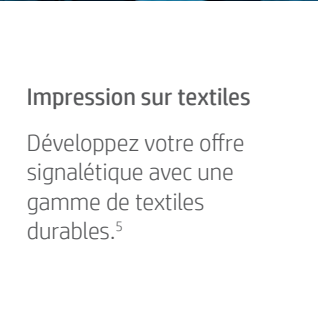 Impression sur textiles
Développez votre offre
signalétique avec une
gamme de textiles
durables.⁵